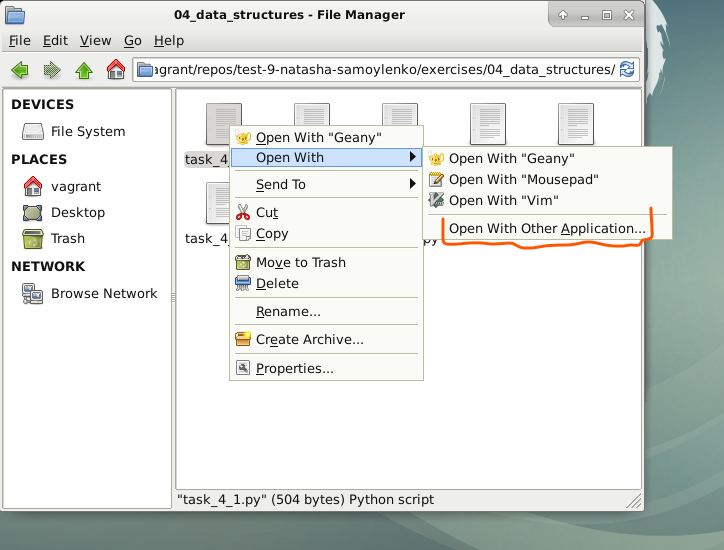 04_data_structures - File Manager
File Edit View Go Help
agrant/repos/test-9-natasha-samoylenko/exercises/04_data_structures/
DEVICES
File System
PLACES
vagrant
Desktop
Trash
NETWORK
Browse Network
task_4_
task_4_
Open With "Geany"
Open With
Send To
Cut
Copy
Move to Trash
Delete
Rename...
Create Archive...
Properties...
Open With "Geany"
Open With "Mousepad"
Open With "Vim"
Open With Other Application...
"task_4_1.py" (504 bytes) Python script